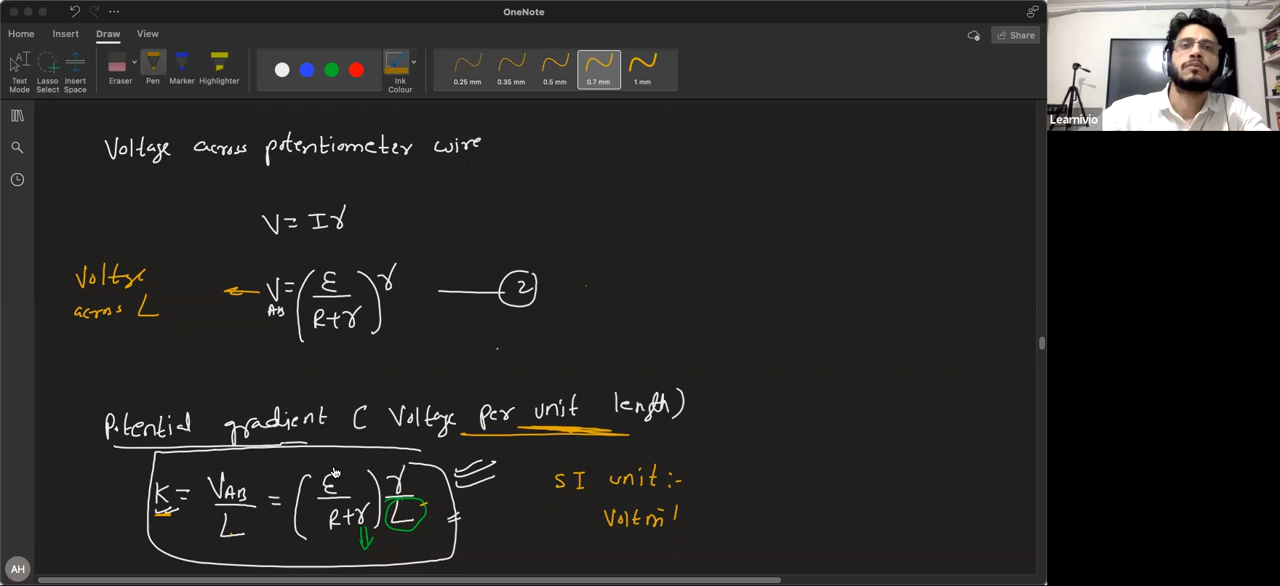 OneNote
Home Insert Draw View
Share
Text Mode
Lasso Select
Insert Space
Eraser
Pen
Marker
Highlighter
Ink Colour
0.25 mm
0.35 mm
0.5 mm
0.7 mm
1 mm
Learnivio
Voltage across potentiometer wire
V = Ir
Voltage across L
V_AB = (ε / R+r) r — 2
Potential gradient ( Voltage per unit length)
K = V_AB / L = (ε / R+r) r / L
SI unit :-
Volt m⁻¹
AH